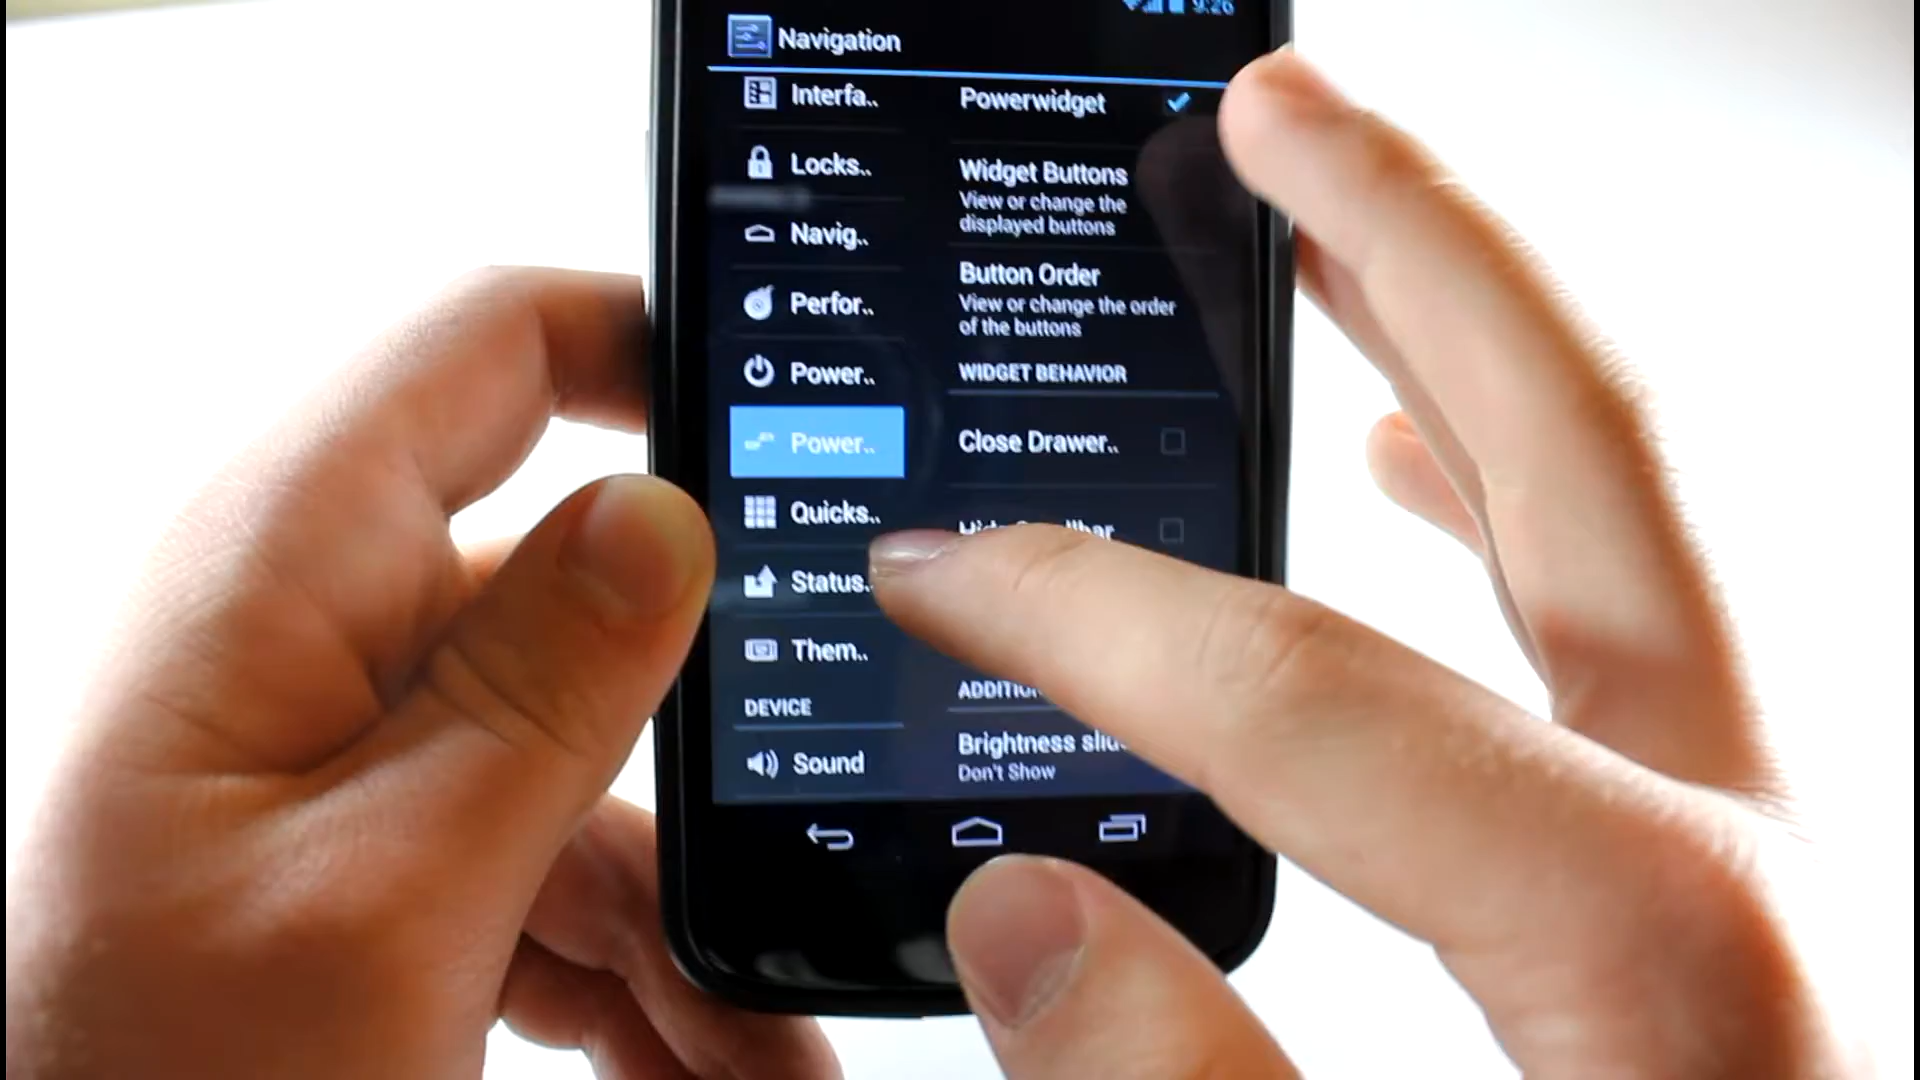 9:26
Navigation
Interfa..
Locks..
Navig..
Perfor..
Power..
Power..
Quicks..
Status..
Them..
DEVICE
Sound
Powerwidget
Widget Buttons
View or change the
displayed buttons
Button Order
View or change the order
of the buttons
WIDGET BEHAVIOR
Close Drawer..
Brightness
Don't Show